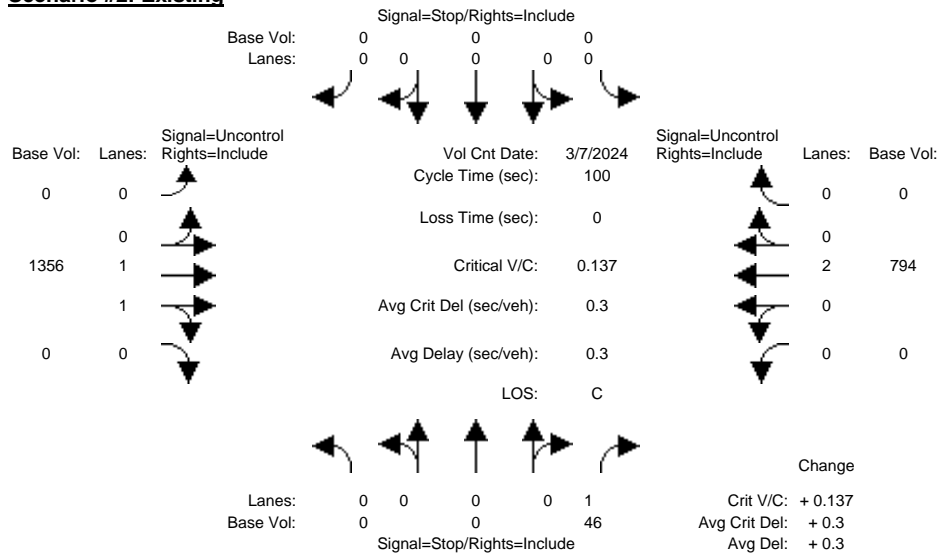 Scenario #2: Existing
Signal=Stop/Rights=Include
Base Vol: 0 0 0
Lanes: 0 0 0 0 0
Signal=Uncontrol
Base Vol: Lanes: Rights=Include
Vol Cnt Date: 3/7/2024
Signal=Uncontrol
Rights=Include Lanes: Base Vol:
Cycle Time (sec): 100
0 0 0 0
Loss Time (sec): 0
0 0
1356 1 Critical V/C: 0.137 2 794
1 Avg Crit Del (sec/veh): 0.3 0
0 0 Avg Delay (sec/veh): 0.3 0 0
LOS: C
Change
Lanes: 0 0 0 0 1 Crit V/C: + 0.137
Base Vol: 0 0 46 Avg Crit Del: + 0.3
Signal=Stop/Rights=Include Avg Del: + 0.3